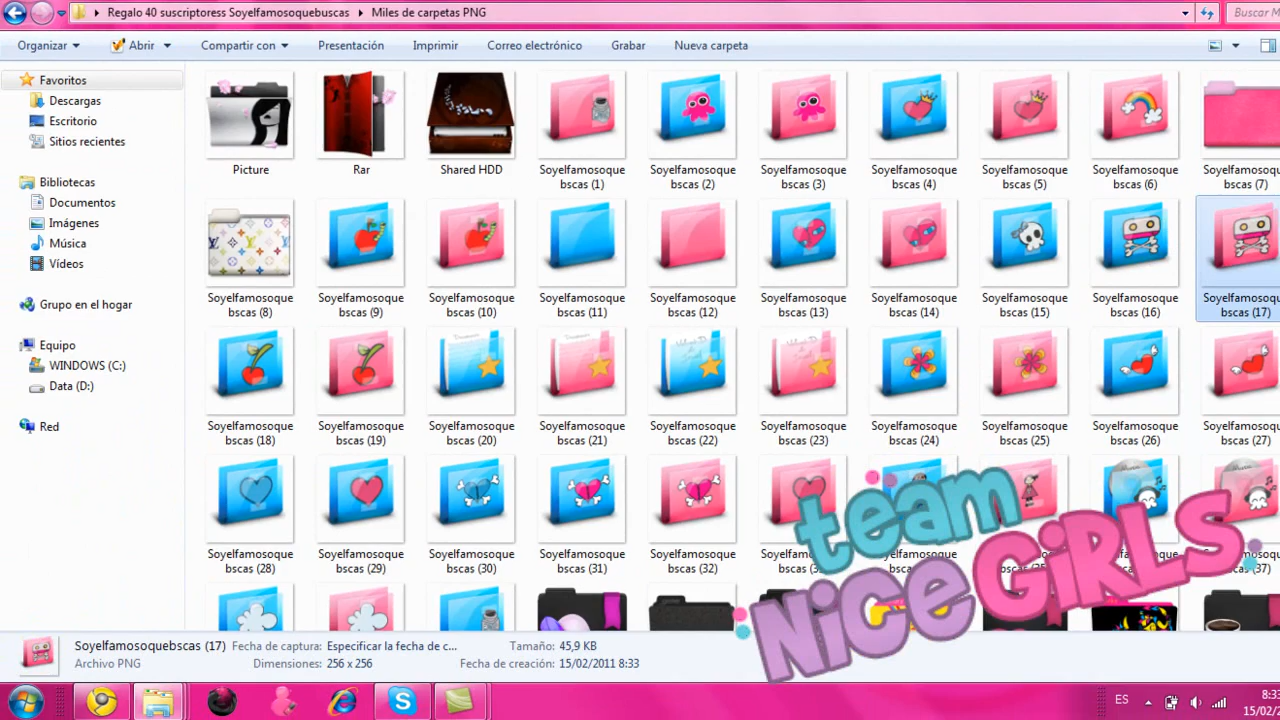 Regalo 40 suscriptoress Soyelfamosoquebuscas Miles de carpetas PNG Buscar M
Organizar Abrir Compartir con Presentación Imprimir Correo electrónico Grabar Nueva carpeta
Favoritos
Descargas
Escritorio
Sitios recientes
Bibliotecas
Documentos
Imágenes
Música
Vídeos
Grupo en el hogar
Equipo
WINDOWS (C:)
Data (D:)
Red
Picture Rar Shared HDD Soyelfamosoque Soyelfamosoque Soyelfamosoque Soyelfamosoque Soyelfamosoque Soyelfamosoque Soyelfamosoque
bscas (1) bscas (2) bscas (3) bscas (4) bscas (5) bscas (6) bscas (7)
Soyelfamosoque Soyelfamosoque Soyelfamosoque Soyelfamosoque Soyelfamosoque Soyelfamosoque Soyelfamosoque Soyelfamosoque Soyelfamosoque Soyelfamosoqu
bscas (8) bscas (9) bscas (10) bscas (11) bscas (12) bscas (13) bscas (14) bscas (15) bscas (16) ebscas (17)
Soyelfamosoque Soyelfamosoque Soyelfamosoque Soyelfamosoque Soyelfamosoque Soyelfamosoque Soyelfamosoque Soyelfamosoque Soyelfamosoque Soyelfamosoque
bscas (18) bscas (19) bscas (20) bscas (21) bscas (22) bscas (23) bscas (24) bscas (25) bscas (26) bscas (27)
Soyelfamosoque Soyelfamosoque Soyelfamosoque Soyelfamosoque Soyelfamosoque
bscas (28) bscas (29) bscas (30) bscas (31) bscas (32)
team
NiCE GiRLS
Soyelfamosoquebscas (17) Fecha de captura: Especificar la fecha de c... Tamaño: 45,9 KB
Archivo PNG Dimensiones: 256 x 256 Fecha de creación: 15/02/2011 8:33
ES 8:33
15/02/